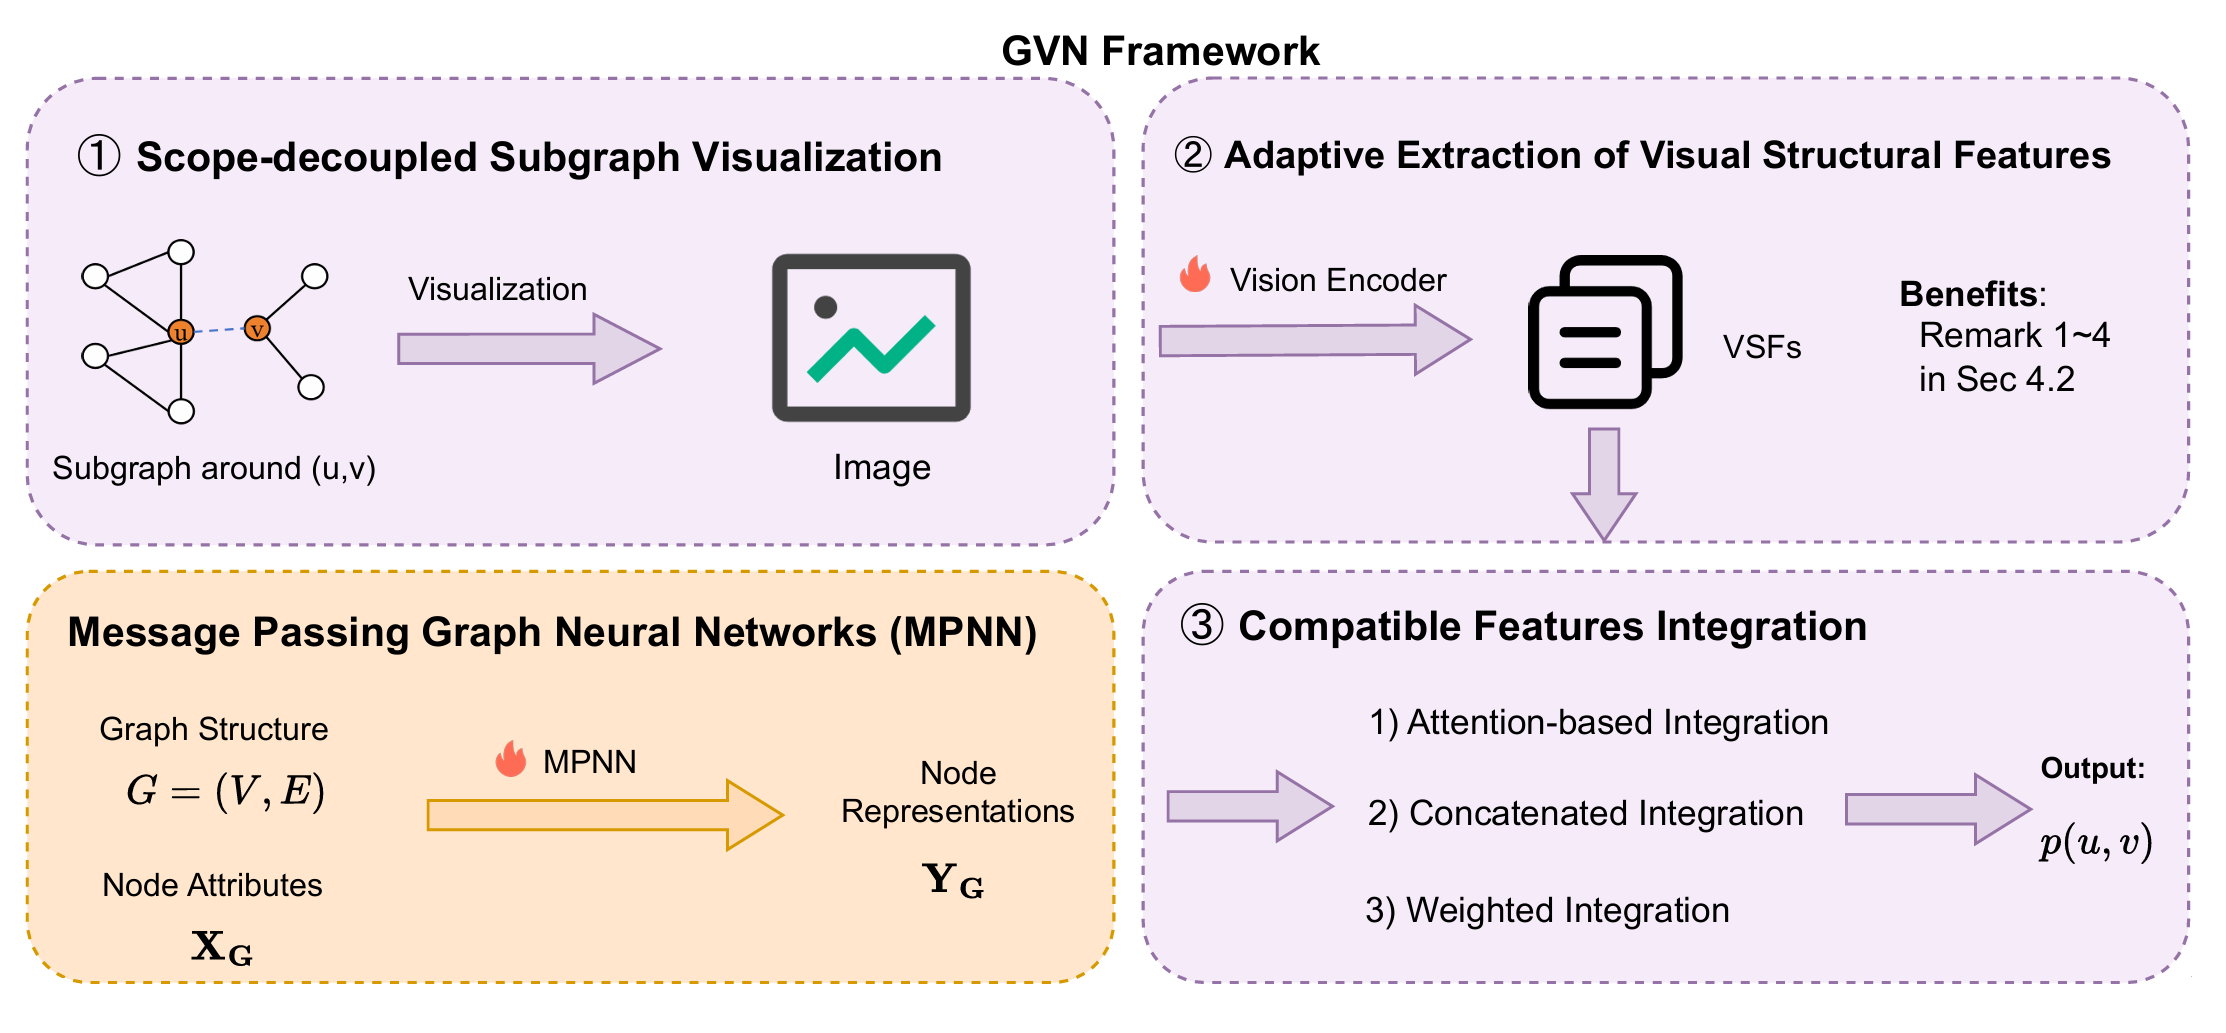 GVN Framework
① Scope-decoupled Subgraph Visualization
u
v
Visualization
Subgraph around (u,v)
Image
② Adaptive Extraction of Visual Structural Features
Vision Encoder
VSFs
Benefits:
Remark 1~4
in Sec 4.2
Message Passing Graph Neural Networks (MPNN)
Graph Structure
G = (V, E)
Node Attributes
X_G
MPNN
Node
Representations
Y_G
③ Compatible Features Integration
1) Attention-based Integration
2) Concatenated Integration
3) Weighted Integration
Output:
p(u, v)